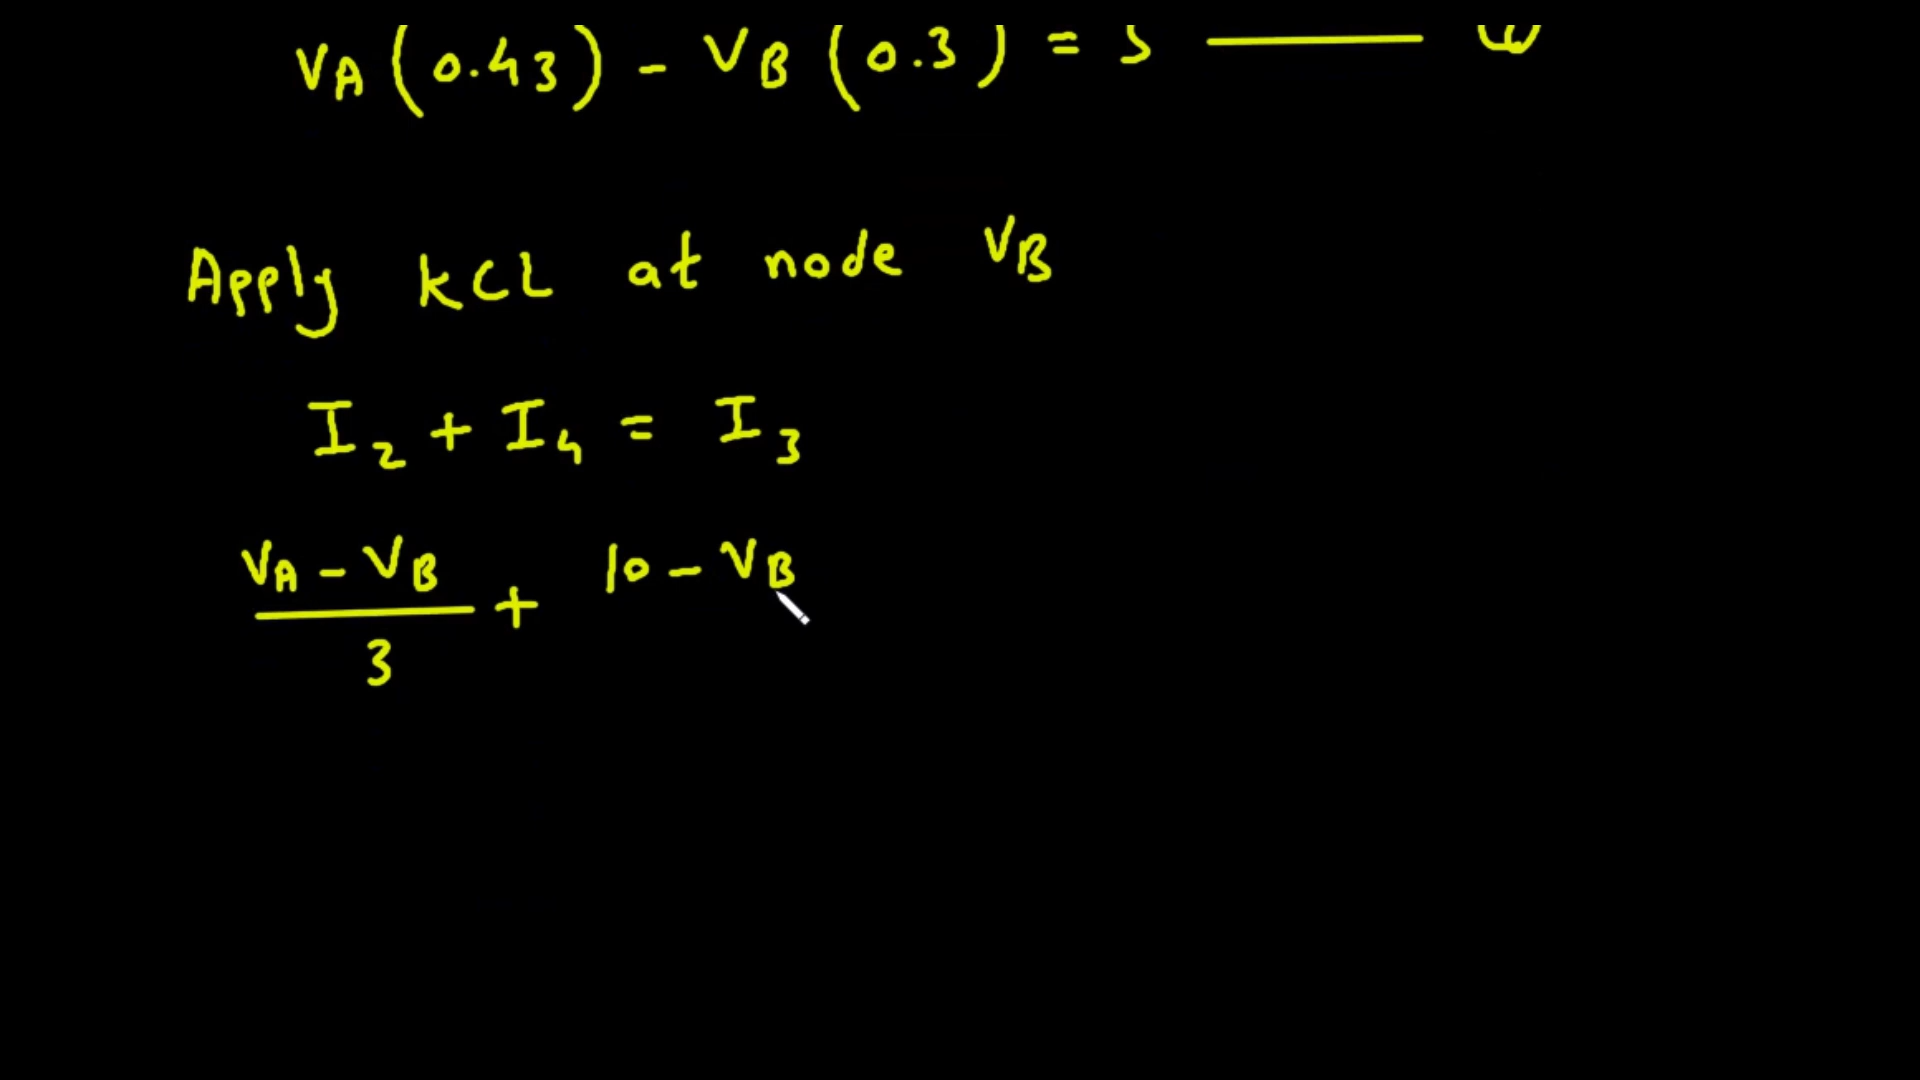 VA (0.43) - VB (0.3) =
Apply KCL at node VB
I2 + I4 = I3
VA - VB / 3 + 10 - VB